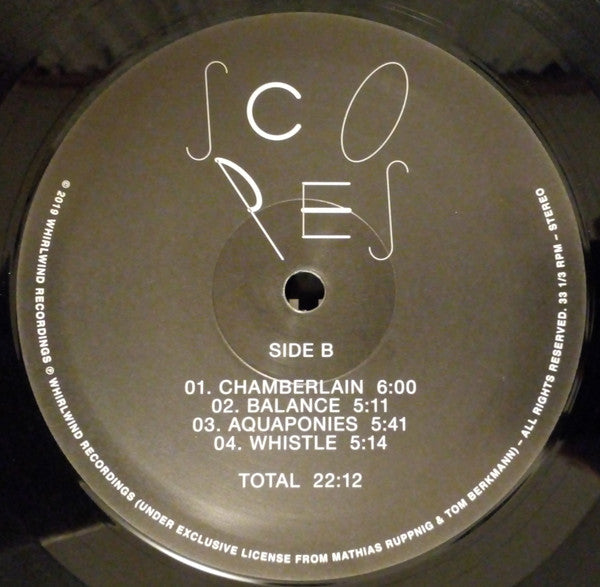 SCO
RES
SIDE B
01. CHAMBERLAIN 6:00
02. BALANCE 5:11
03. AQUAPONIES 5:41
04. WHISTLE 5:14
TOTAL 22:12
© 2019 WHIRLWIND RECORDINGS ℗ WHIRLWIND RECORDINGS (UNDER EXCLUSIVE LICENSE FROM MATHIAS RUPPNIG & TOM BERKMANN) – ALL RIGHTS RESERVED. 33 1/3 RPM – STEREO